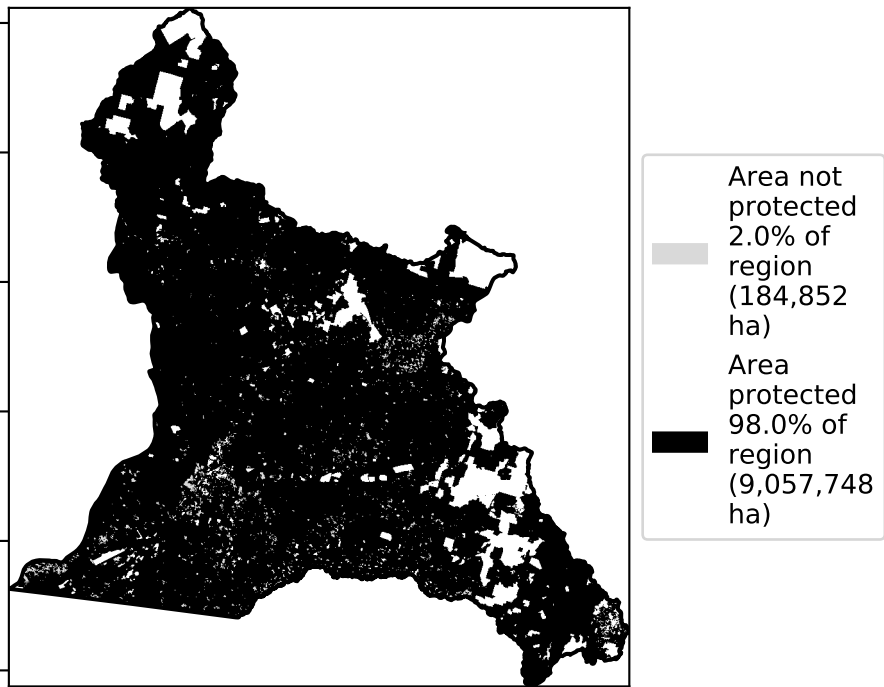 Area not
protected
2.0% of
region
(184,852
ha)
Area
protected
98.0% of
region
(9,057,748
ha)